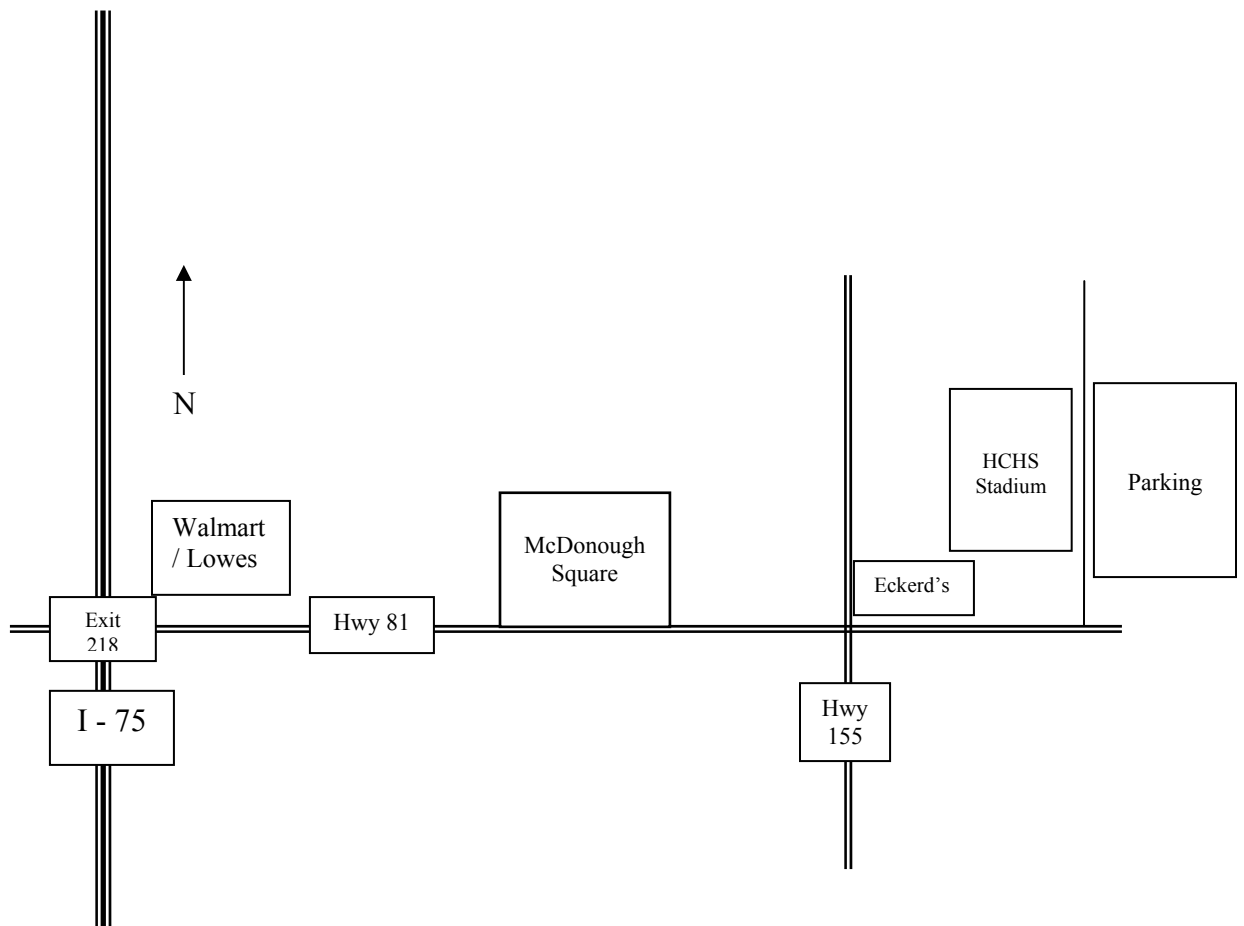 N
HCHS
Stadium
Parking
Walmart
/ Lowes
McDonough
Square
Eckerd's
Exit
218
Hwy 81
I - 75
Hwy
155